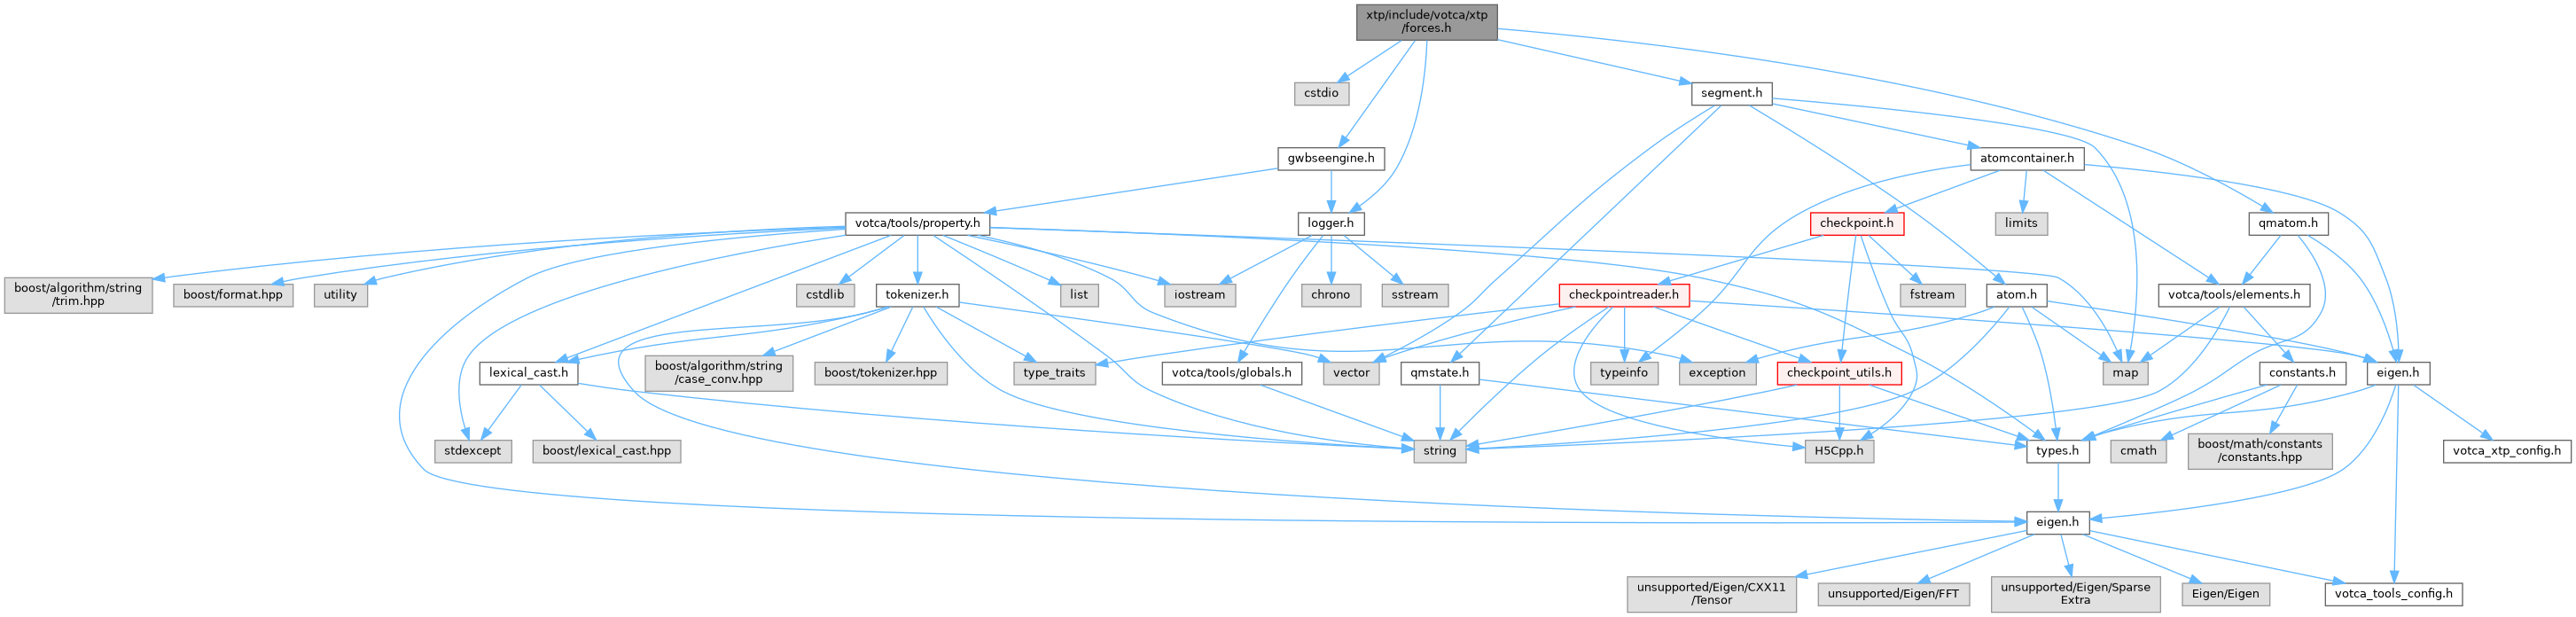 xtp/include/votca/xtp
/forces.h
cstdio
segment.h
gwbseengine.h
atomcontainer.h
votca/tools/property.h
logger.h
checkpoint.h
limits
qmatom.h
boost/algorithm/string
/trim.hpp
boost/format.hpp
utility
cstdlib
tokenizer.h
list
iostream
chrono
sstream
checkpointreader.h
fstream
atom.h
votca/tools/elements.h
lexical_cast.h
boost/algorithm/string
/case_conv.hpp
boost/tokenizer.hpp
type_traits
votca/tools/globals.h
vector
qmstate.h
typeinfo
exception
checkpoint_utils.h
map
constants.h
eigen.h
stdexcept
boost/lexical_cast.hpp
string
H5Cpp.h
types.h
cmath
boost/math/constants
/constants.hpp
votca_xtp_config.h
eigen.h
unsupported/Eigen/CXX11
/Tensor
unsupported/Eigen/FFT
unsupported/Eigen/Sparse
Extra
Eigen/Eigen
votca_tools_config.h